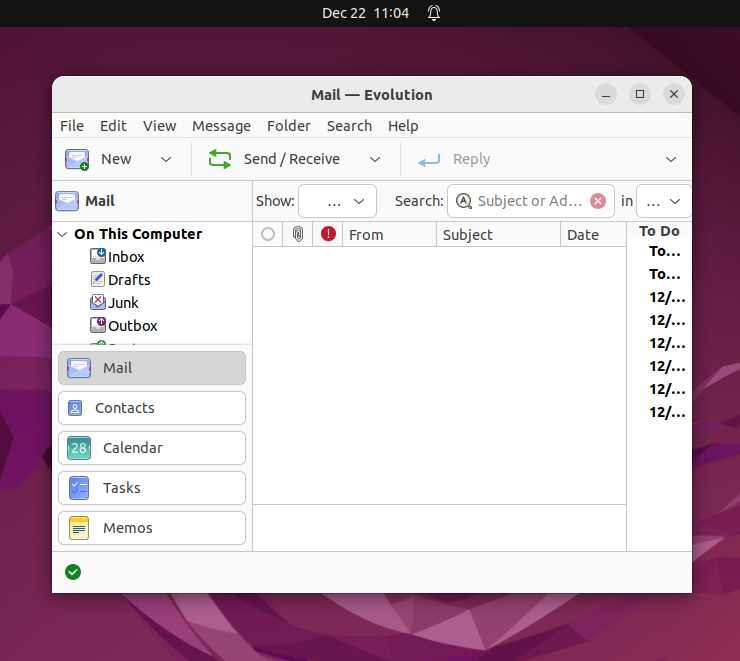 Dec 22 11:04
Mail — Evolution
File Edit View Message Folder Search Help
New Send / Receive Reply
Mail Show: ... Search: Subject or Ad... in ...
On This Computer
Inbox
Drafts
Junk
Outbox
From Subject Date
To Do
To...
To...
12/...
12/...
12/...
12/...
12/...
12/...
Mail
Contacts
28 Calendar
Tasks
Memos